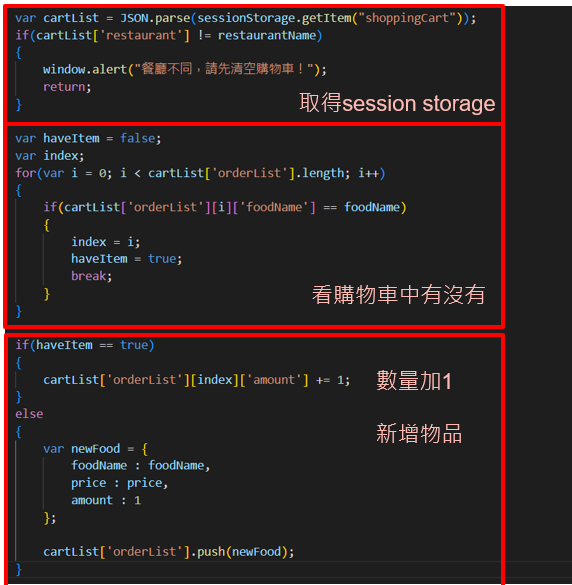 var cartList = JSON.parse(sessionStorage.getItem("shoppingCart"));
if(cartList['restaurant'] != restaurantName)
{
window.alert("餐廳不同，請先清空購物車！");
return;
}
取得session storage
var haveItem = false;
var index;
for(var i = 0; i < cartList['orderList'].length; i++)
{
if(cartList['orderList'][i]['foodName'] == foodName)
{
index = i;
haveItem = true;
break;
}
看購物車中有沒有
}
if(haveItem == true)
{
cartList['orderList'][index]['amount'] += 1;
數量加1
}
else
{
新增物品
var newFood = {
foodName : foodName,
price : price,
amount : 1
};
cartList['orderList'].push(newFood);
}